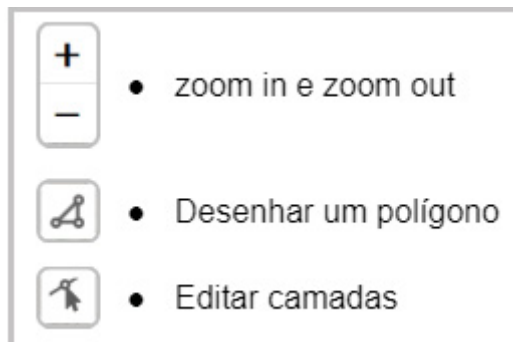 +
● zoom in e zoom out
−
● Desenhar um polígono
● Editar camadas